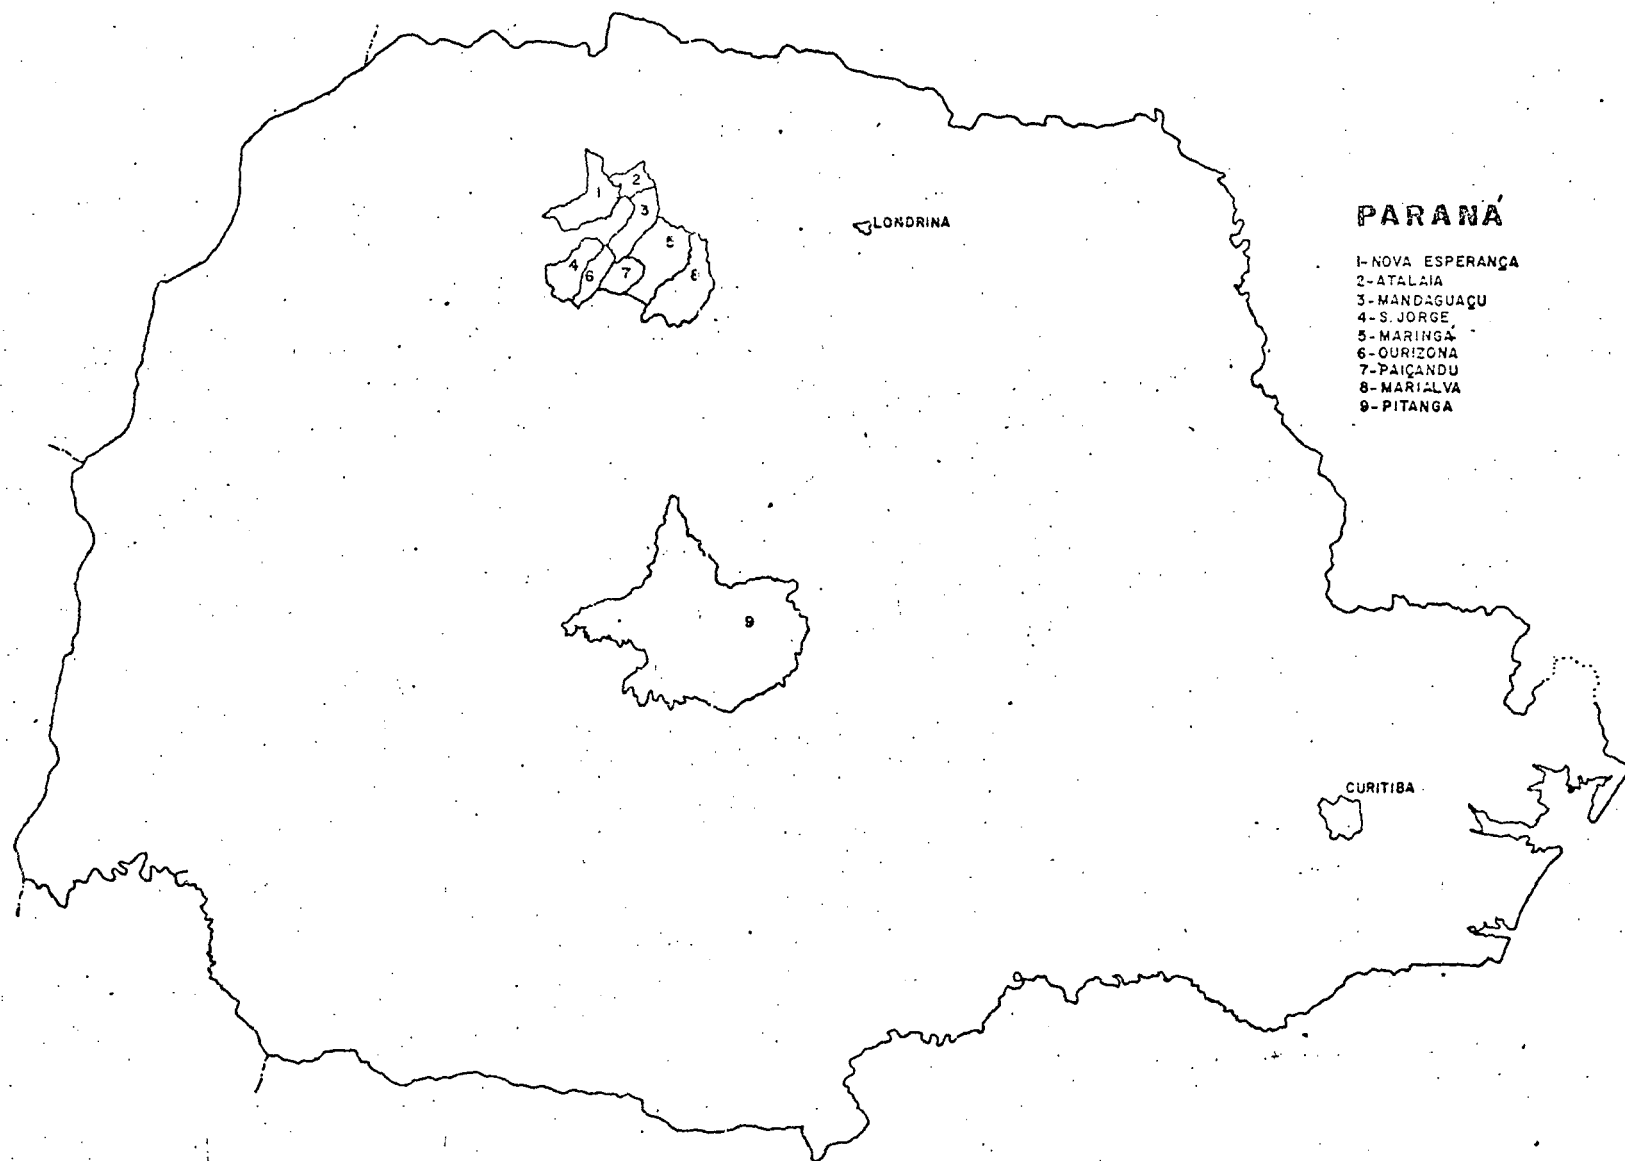 PARANÁ
1-NOVA ESPERANÇA
2-ATALAIA
3-MANDAGUAÇU
4-S. JORGE
5-MARINGÁ
6-OURIZONA
7-PAIÇANDU
8-MARIALVA
9-PITANGA
LONDRINA
1
2
3
4
5
6
7
8
9
CURITIBA